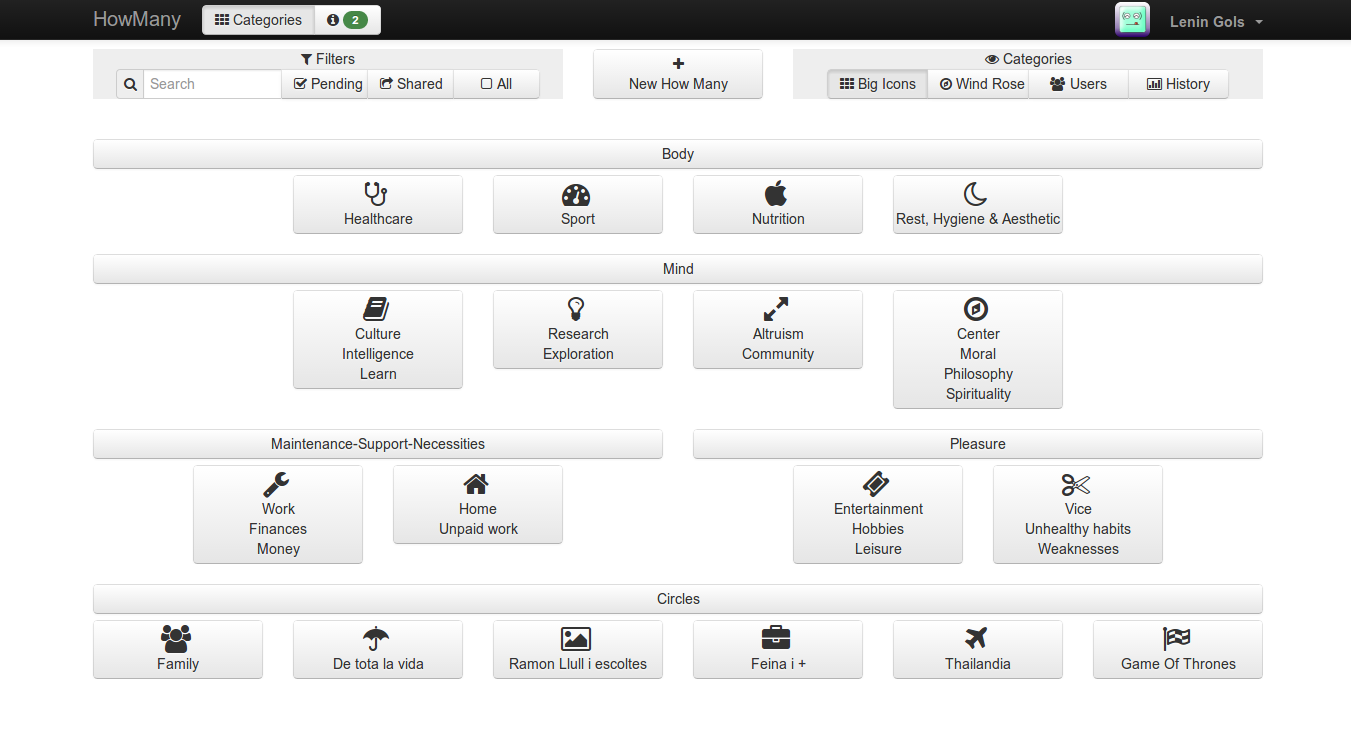 HowMany
Categories
2
Lenin Gols
Filters
Search
Pending
Shared
All
New How Many
Categories
Big Icons
Wind Rose
Users
History
Body
Healthcare
Sport
Nutrition
Rest, Hygiene & Aesthetic
Mind
Culture
Intelligence
Learn
Research
Exploration
Altruism
Community
Center
Moral
Philosophy
Spirituality
Maintenance-Support-Necessities
Work
Finances
Money
Home
Unpaid work
Pleasure
Entertainment
Hobbies
Leisure
Vice
Unhealthy habits
Weaknesses
Circles
Family
De tota la vida
Ramon Llull i escoltes
Feina i +
Thailandia
Game Of Thrones